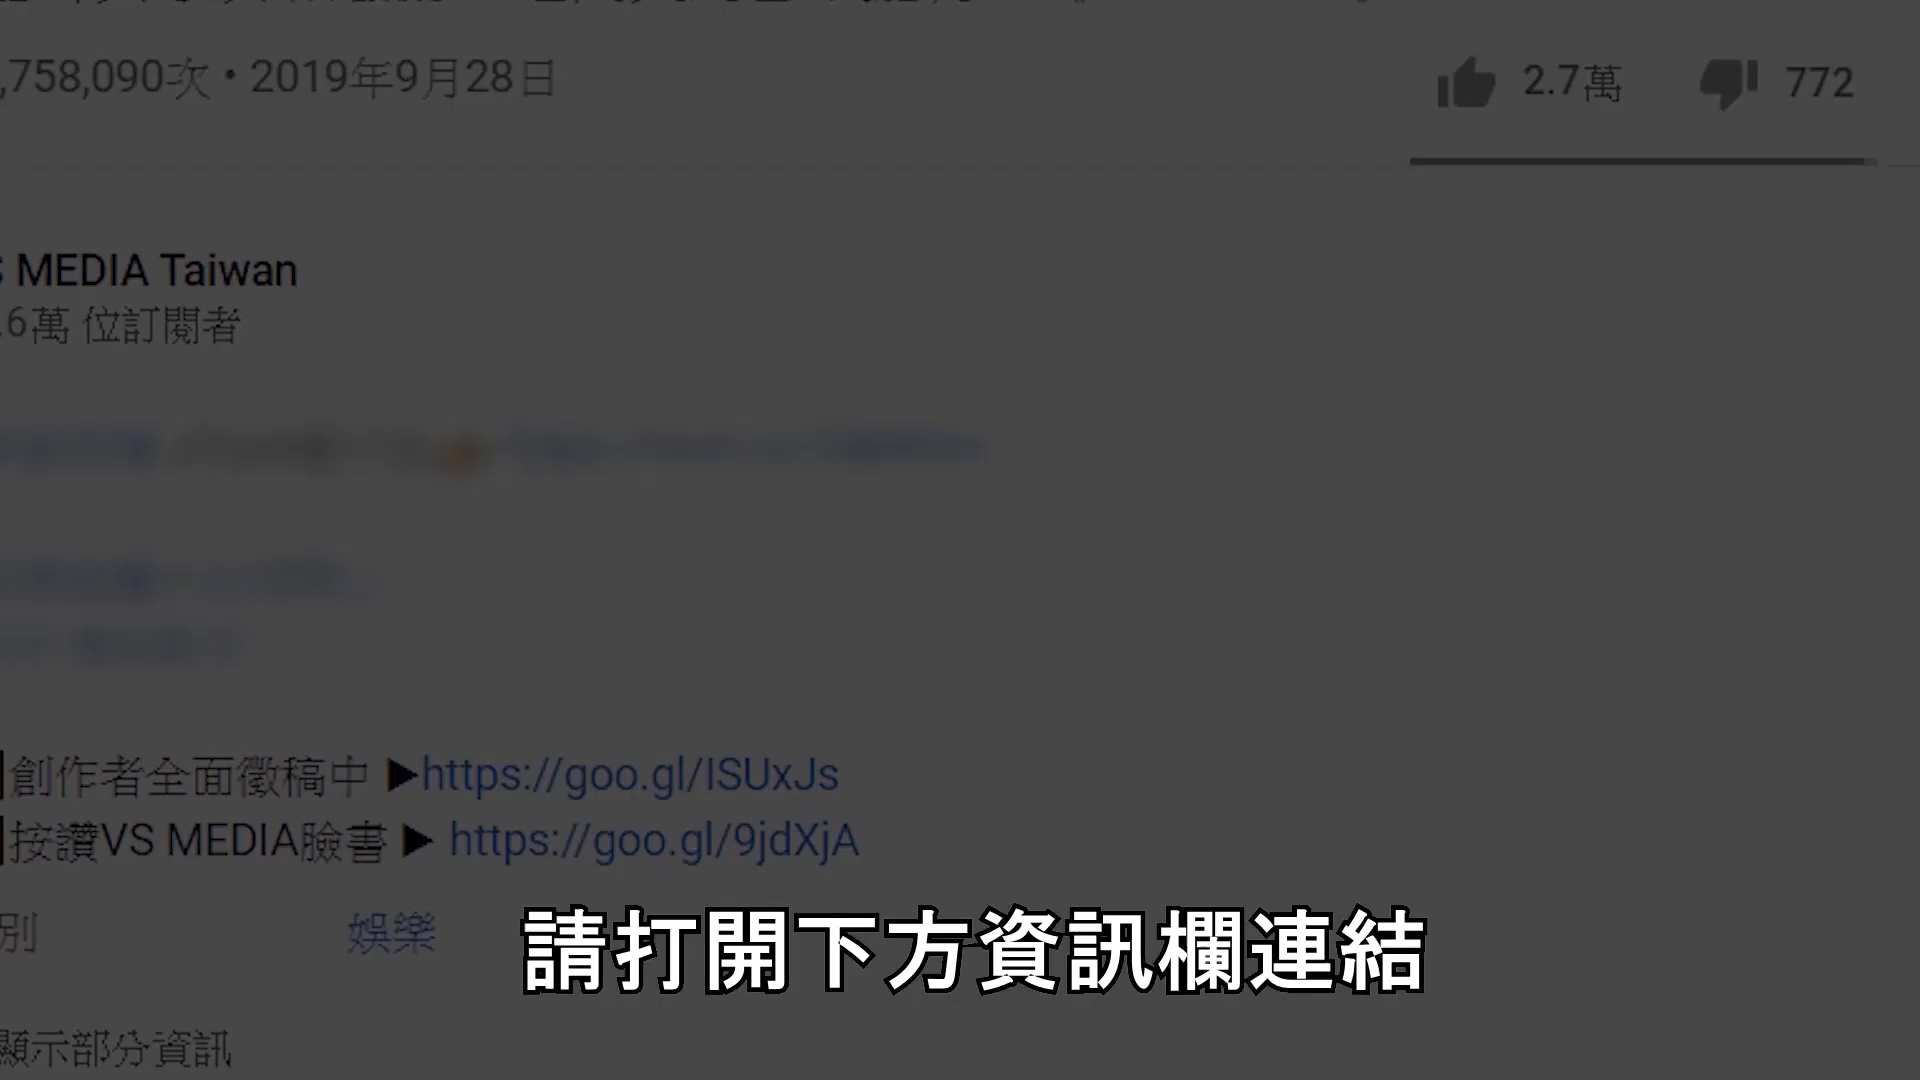 ,758,090次 • 2019年9月28日
2.7萬 772
MEDIA Taiwan
.6萬 位訂閱者
創作者全面徵稿中 ▶https://goo.gl/ISUxJs
按讚VS MEDIA臉書 ▶ https://goo.gl/9jdXjA
別 娛樂
請打開下方資訊欄連結
顯示部分資訊